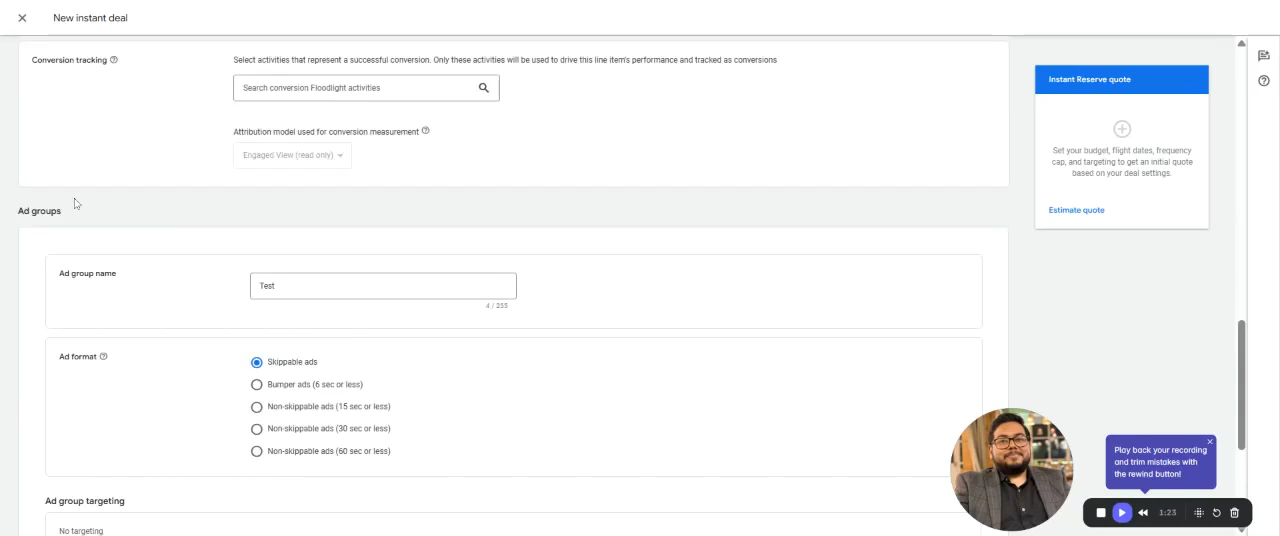 New instant deal
Conversion tracking
Select activities that represent a successful conversion. Only these activities will be used to drive this line item's performance and tracked as conversions
Search conversion Floodlight activities
Attribution model used for conversion measurement
Engaged View (read only)
Instant Reserve quote
Set your budget, flight dates, frequency
cap, and targeting to get an initial quote
based on your deal settings.
Estimate quote
Ad groups
Ad group name
Test
4 / 255
Ad format
Skippable ads
Bumper ads (6 sec or less)
Non-skippable ads (15 sec or less)
Non-skippable ads (30 sec or less)
Non-skippable ads (60 sec or less)
Ad group targeting
No targeting
Play back your recording
and trim mistakes with
the rewind button!
1:23